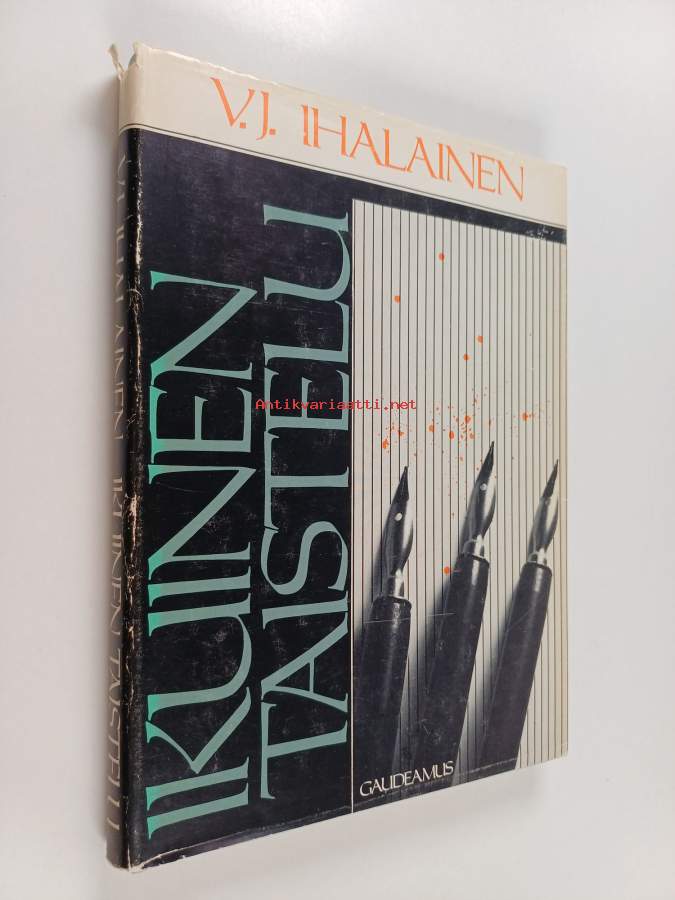 V.J. IHALAINEN
IKUINEN
TAISTELU
GAUDEAMUS
V.J. IHALAINEN IKUINEN TAISTELU
Antikvariaatti.net